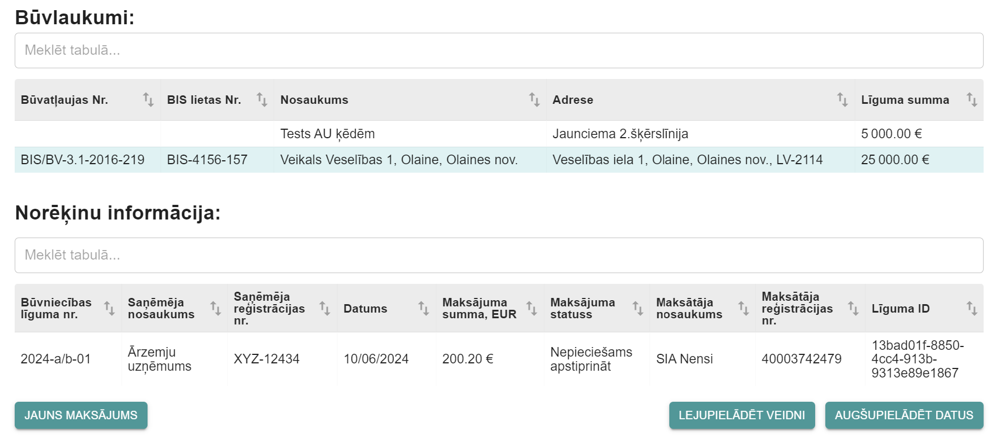 Būvlaukumi:
Meklēt tabulā...
Būvatļaujas Nr. BIS lietas Nr. Nosaukums Adrese Līguma summa
Tests AU ķēdēm Jaunciema 2.šķērslīnija 5 000.00 €
BIS/BV-3.1-2016-219 BIS-4156-157 Veikals Veselības 1, Olaine, Olaines nov. Veselības iela 1, Olaine, Olaines nov., LV-2114 25 000.00 €
Norēķinu informācija:
Meklēt tabulā...
Būvniecības
līguma nr.
Saņēmēja
nosaukums
Saņēmēja
reģistrācijas
nr.
Datums
Maksājuma
summa, EUR
Maksājuma
statuss
Maksātāja
nosaukums
Maksātāja
reģistrācijas
nr.
Līguma ID
2024-a/b-01
Ārzemju
uzņēmums
XYZ-12434
10/06/2024
200.20 €
Nepieciešams
apstiprināt
SIA Nensi
40003742479
13bad01f-8850-
4cc4-913b-
9313e89e1867
JAUNS MAKSĀJUMS LEJUPIELĀDĒT VEIDNI AUGŠUPIELĀDĒT DATUS